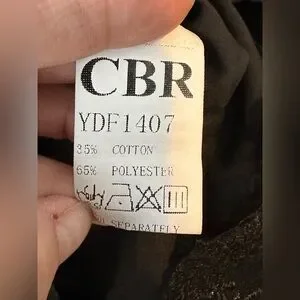 CBR
YDF1407
35% COTTON
65% POLYESTER
SEPARATELY